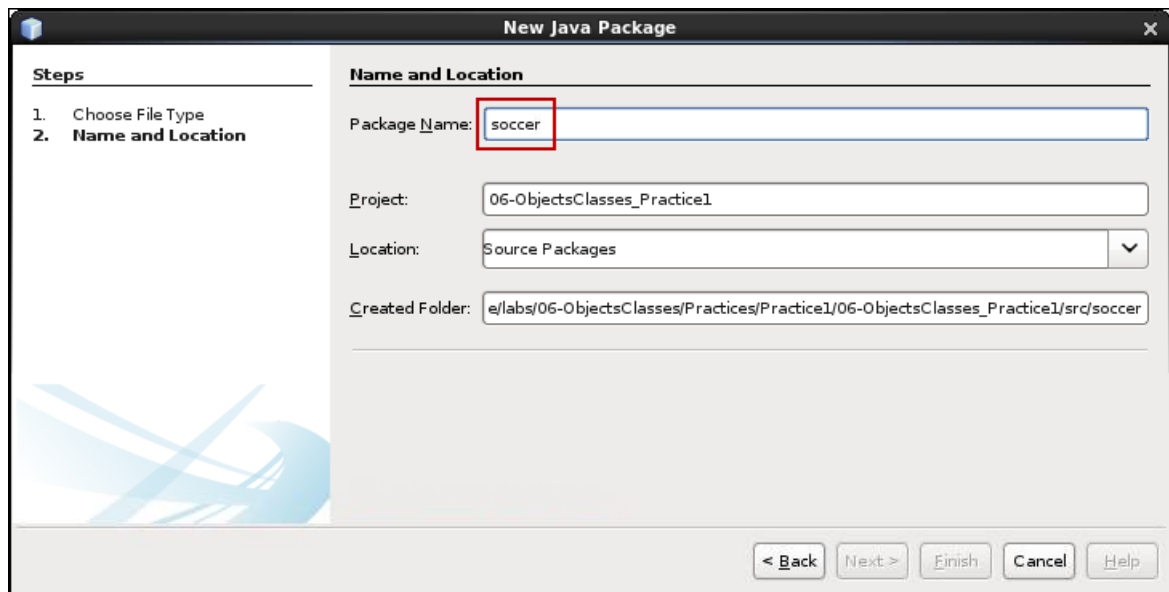 New Java Package
Steps
1. Choose File Type
2. Name and Location
Name and Location
Package Name: soccer
Project: 06-ObjectsClasses_Practice1
Location: Source Packages
Created Folder: e/labs/06-ObjectsClasses/Practices/Practice1/06-ObjectsClasses_Practice1/src/soccer
< Back Next > Finish Cancel Help